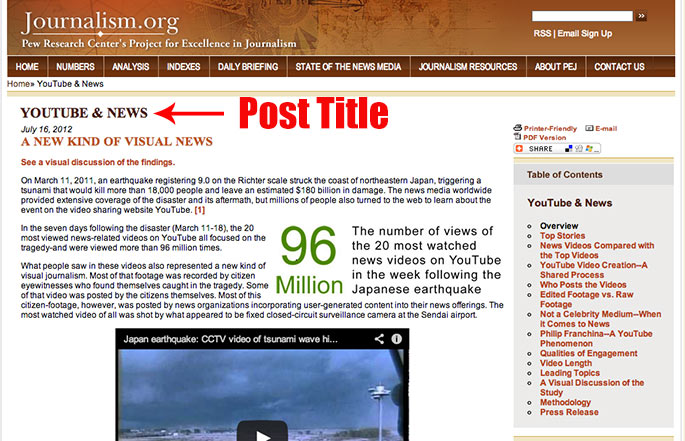 Journalism.org
Pew Research Center's Project for Excellence in Journalism
RSS | Email Sign Up
HOME NUMBERS ANALYSIS INDEXES DAILY BRIEFING STATE OF THE NEWS MEDIA JOURNALISM RESOURCES ABOUT PEJ CONTACT US
Home» YouTube & News
YOUTUBE & NEWS
Post Title
July 16, 2012
A NEW KIND OF VISUAL NEWS
See a visual discussion of the findings.
On March 11, 2011, an earthquake registering 9.0 on the Richter scale struck the coast of northeastern Japan, triggering a
tsunami that would kill more than 18,000 people and leave an estimated $180 billion in damage. The news media worldwide
provided extensive coverage of the disaster and its aftermath, but millions of people also turned to the web to learn about the
event on the video sharing website YouTube. [1]
In the seven days following the disaster (March 11-18), the 20
most viewed news-related videos on YouTube all focused on the
tragedy-and were viewed more than 96 million times.
96
Million
The number of views of
the 20 most watched
news videos on YouTube
in the week following the
Japanese earthquake
What people saw in these videos also represented a new kind of
visual journalism. Most of that footage was recorded by citizen
eyewitnesses who found themselves caught in the tragedy. Some
of that video was posted by the citizens themselves. Most of this
citizen-footage, however, was posted by news organizations incorporating user-generated content into their news offerings. The
most watched video of all was shot by what appeared to be fixed closed-circuit surveillance camera at the Sendai airport.
Japan earthquake: CCTV video of tsunami wave hi...
Printer-Friendly E-mail
PDF Version
SHARE
Table of Contents
YouTube & News
Overview
Top Stories
News Videos Compared with
the Top Videos
YouTube Video Creation--A
Shared Process
Who Posts the Videos
Edited Footage vs. Raw
Footage
Not a Celebrity Medium--When
it Comes to News
Philip Franchina--A YouTube
Phenomenon
Qualities of Engagement
Video Length
Leading Topics
A Visual Discussion of the
Study
Methodology
Press Release